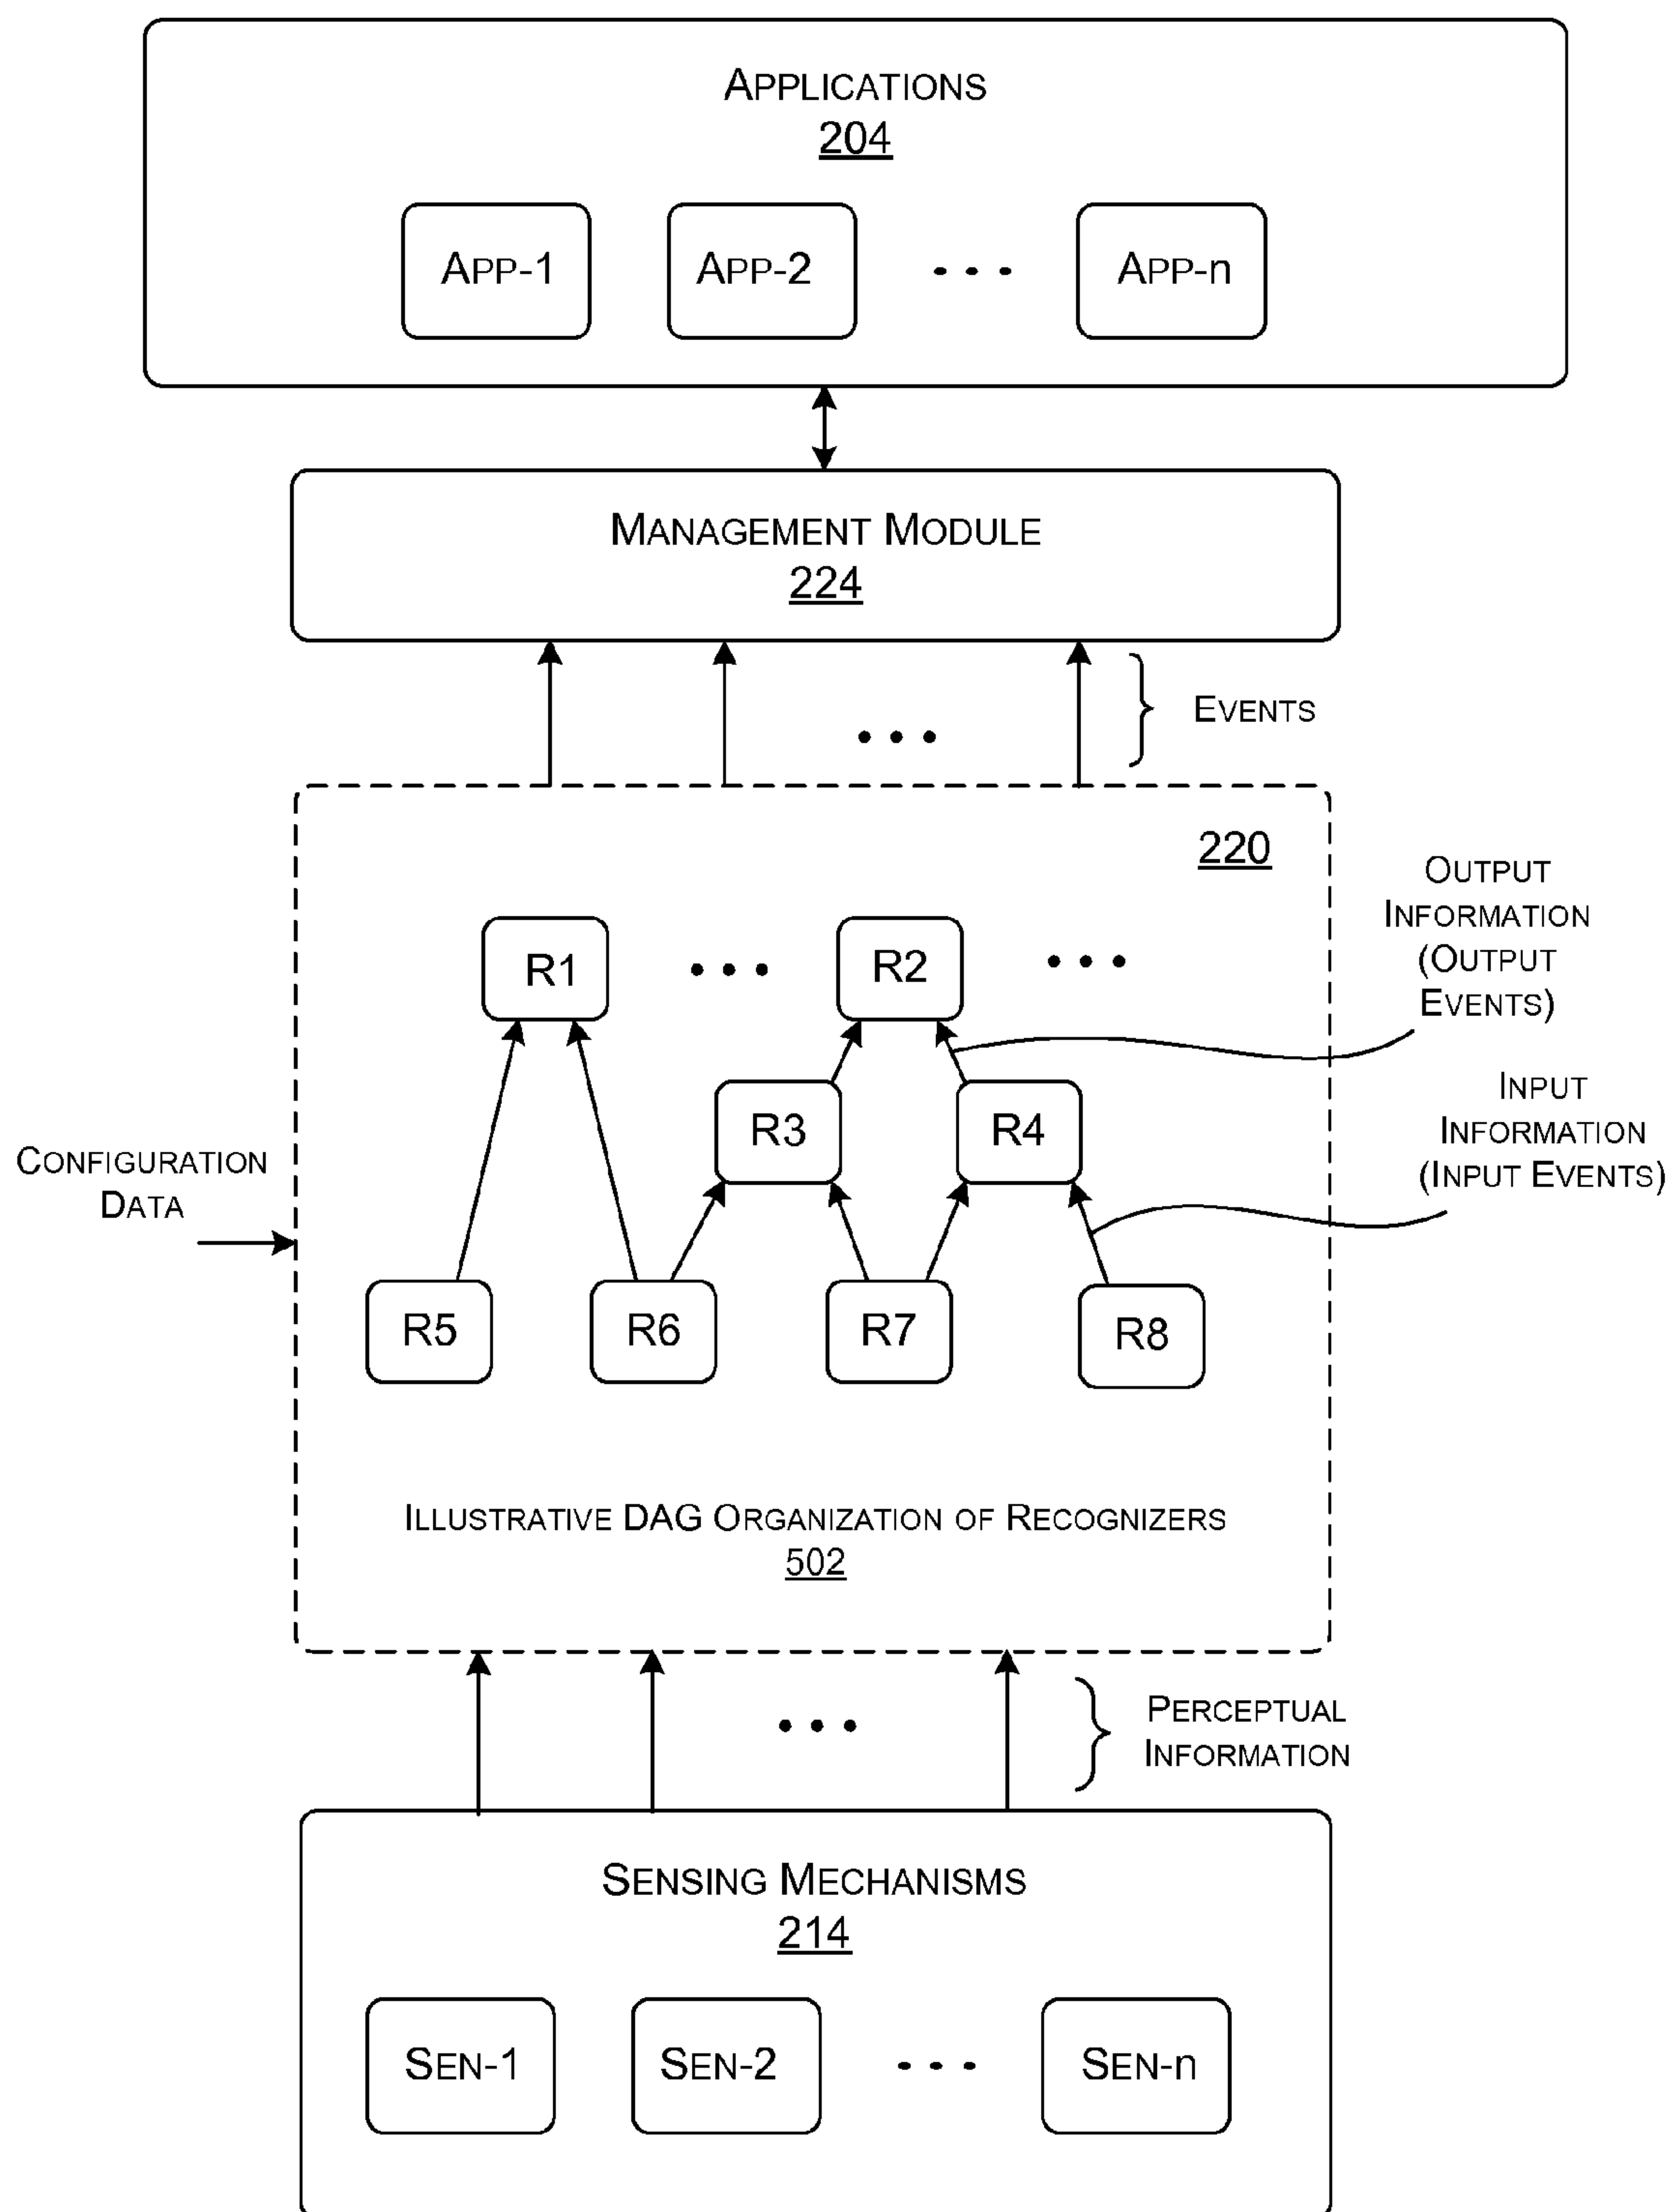 APPLICATIONS
204
APP-1 APP-2 APP-n
MANAGEMENT MODULE
224
EVENTS
220
OUTPUT
INFORMATION
(OUTPUT
EVENTS)
R1 R2
INPUT
INFORMATION
(INPUT EVENTS)
R3 R4
CONFIGURATION
DATA
R5 R6 R7 R8
ILLUSTRATIVE DAG ORGANIZATION OF RECOGNIZERS
502
PERCEPTUAL
INFORMATION
SENSING MECHANISMS
214
SEN-1 SEN-2 SEN-n